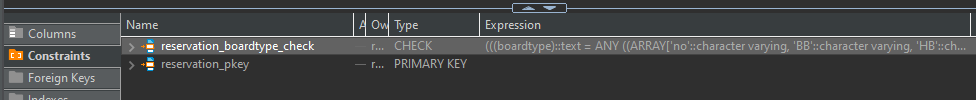 Name A Ow Type Expression
Columns
reservation_boardtype_check r... CHECK (((boardtype)::text = ANY ((ARRAY['no'::character varying, 'BB'::character varying, 'HB'::ch...
Constraints
reservation_pkey r... PRIMARY KEY
Foreign Keys
Indexes